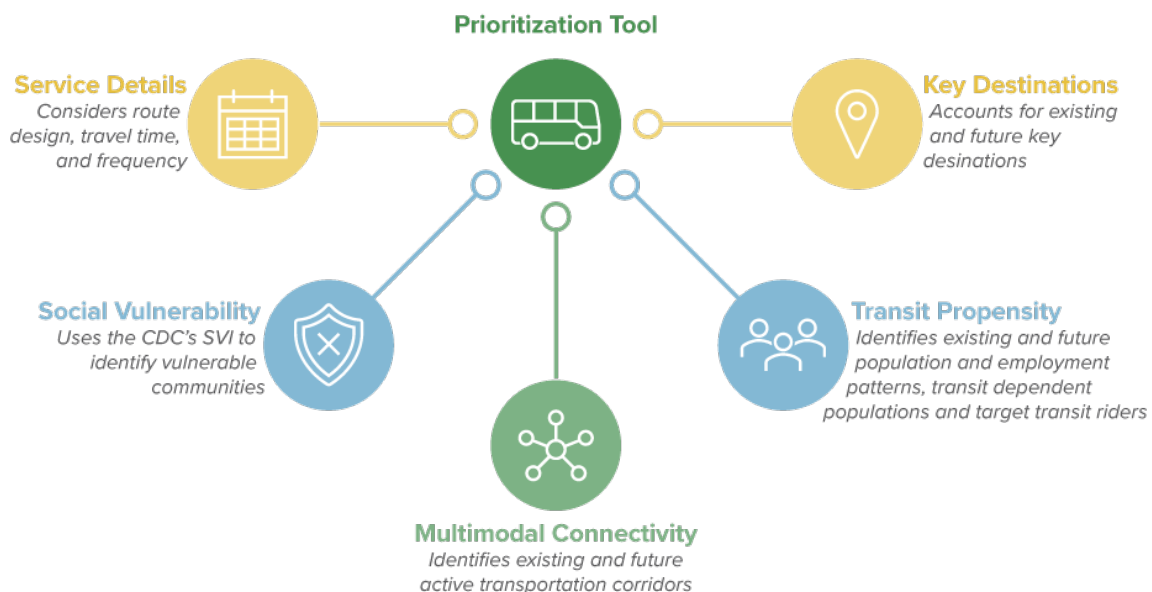 Prioritization Tool
Service Details
Considers route
design, travel time,
and frequency
Key Destinations
Accounts for existing
and future key
desinations
Social Vulnerability
Uses the CDC's SVI to
identify vulnerable
communities
Transit Propensity
Identifies existing and future
population and employment
patterns, transit dependent
populations and target transit riders
Multimodal Connectivity
Identifies existing and future
active transportation corridors